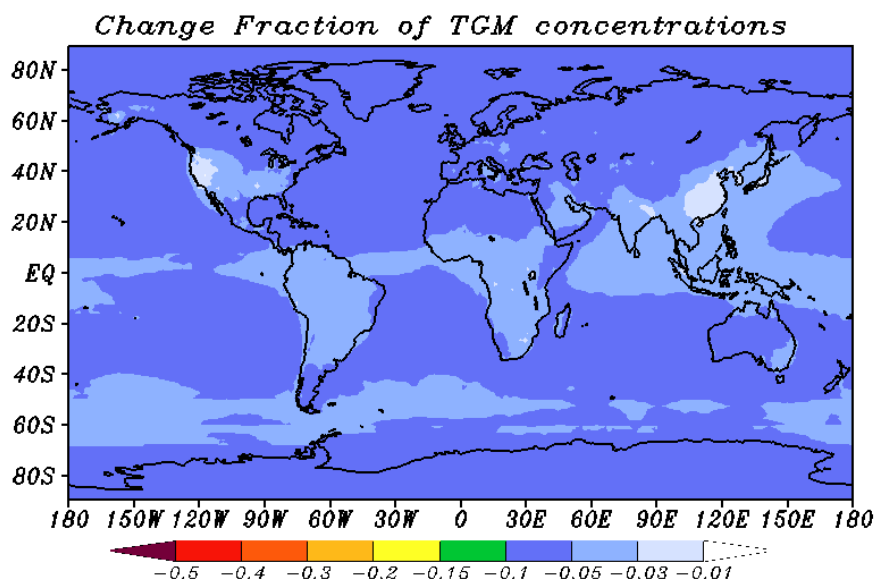 Change Fraction of TGM concentrations
80N
60N
40N
20N
EQ
20S
40S
60S
80S
180 150W 120W 90W 60W 30W 0 30E 60E 90E 120E 150E 180
-0.5 -0.4 -0.3 -0.2 -0.15 -0.1 -0.05 -0.03 -0.01